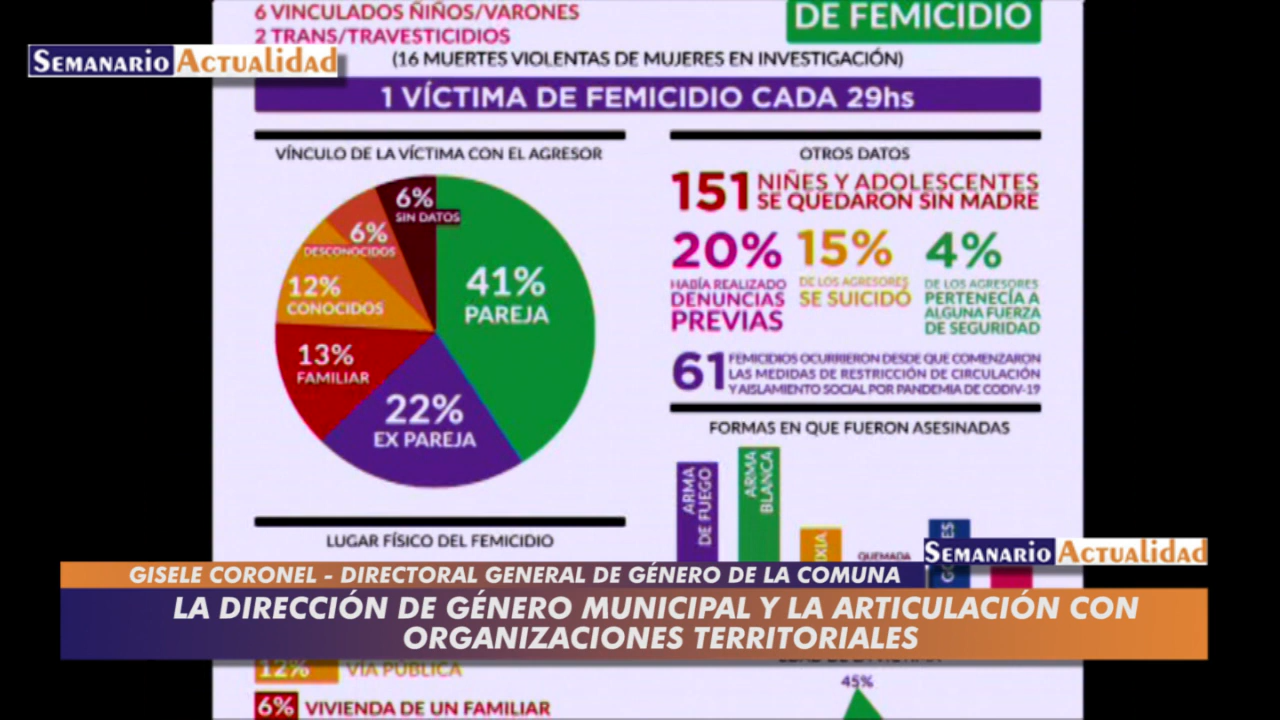 6 VINCULADOS NIÑOS/VARONES
2 TRANS/TRAVESTICIDIOS
DE FEMICIDIO
SEMANARIO ACTUALIDAD
(16 MUERTES VIOLENTAS DE MUJERES EN INVESTIGACIÓN)
1 VÍCTIMA DE FEMICIDIO CADA 29hs
VÍNCULO DE LA VÍCTIMA CON EL AGRESOR
6%
SIN DATOS
6%
DESCONOCIDOS
12%
CONOCIDOS
13%
FAMILIAR
22%
EX PAREJA
41%
PAREJA
OTROS DATOS
151 NIÑES Y ADOLESCENTES
SE QUEDARON SIN MADRE
20%
HABÍA REALIZADO
DENUNCIAS
PREVIAS
15%
DE LOS AGRESORES
SE SUICIDÓ
4%
DE LOS AGRESORES
PERTENECÍA A
ALGUNA FUERZA
DE SEGURIDAD
61 FEMICIDIOS OCURRIERON DESDE QUE COMENZARON
LAS MEDIDAS DE RESTRICCIÓN DE CIRCULACIÓN
Y AISLAMIENTO SOCIAL POR PANDEMIA DE CODIV-19
FORMAS EN QUE FUERON ASESINADAS
ARMA
DE FUEGO
ARMA
BLANCA
QUEMADA
LUGAR FÍSICO DEL FEMICIDIO
SEMANARIO ACTUALIDAD
GISELE CORONEL - DIRECTORAL GENERAL DE GÉNERO DE LA COMUNA
LA DIRECCIÓN DE GÉNERO MUNICIPAL Y LA ARTICULACIÓN CON
ORGANIZACIONES TERRITORIALES
12% VÍA PÚBLICA
6% VIVIENDA DE UN FAMILIAR
45%